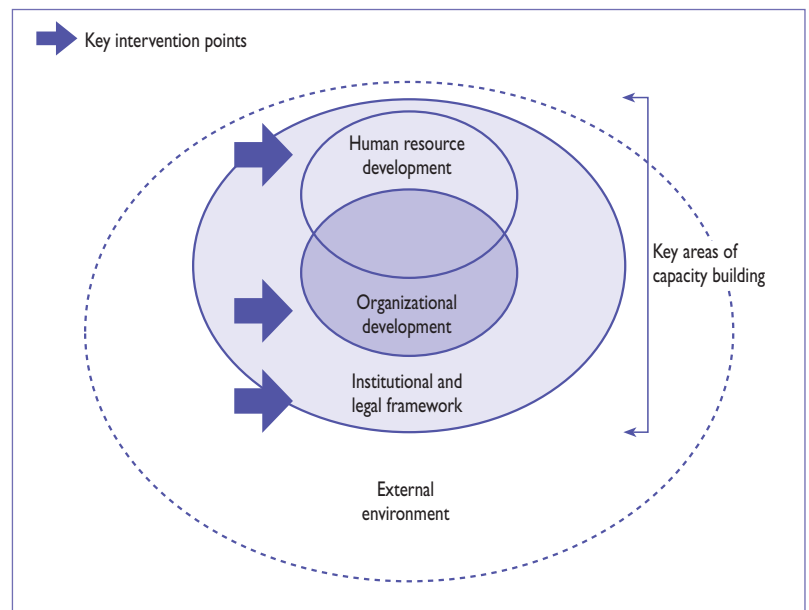 Key intervention points
Human resource
development
Key areas of
capacity building
Organizational
development
Institutional and
legal framework
External
environment